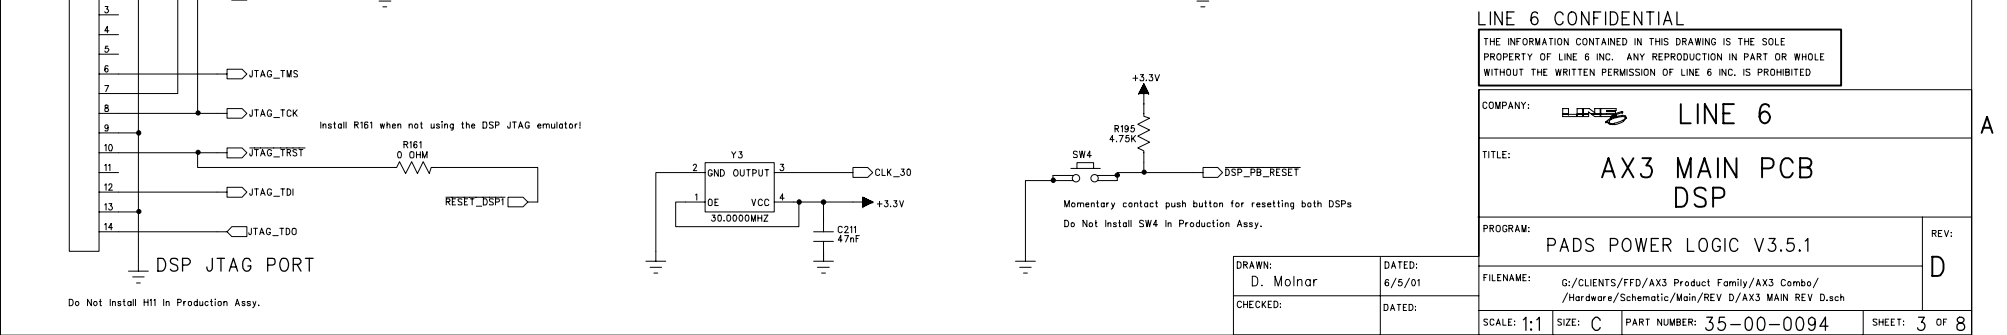 3
4
5
6
JTAG_TMS
7
8
JTAG_TCK
Install R161 when not using the DSP JTAG emulator!
9
10
JTAG_TRST
R161
0 OHM
11
12
JTAG_TDI
RESET_DSP1
13
14
JTAG_TDO
DSP JTAG PORT
Do Not Install H11 In Production Assy.
Y3
2 GND OUTPUT 3
CLK_30
1 OE VCC 4
+3.3V
30.0000MHZ
C211
47nF
+3.3V
R195
4.75K
SW4
DSP_PB_RESET
Momentary contact push button for resetting both DSPs
Do Not Install SW4 In Production Assy.
LINE 6 CONFIDENTIAL
THE INFORMATION CONTAINED IN THIS DRAWING IS THE SOLE
PROPERTY OF LINE 6 INC. ANY REPRODUCTION IN PART OR WHOLE
WITHOUT THE WRITTEN PERMISSION OF LINE 6 INC. IS PROHIBITED
COMPANY:
LINE 6
LINE 6
A
TITLE:
AX3 MAIN PCB
DSP
PROGRAM:
PADS POWER LOGIC V3.5.1
REV:
D
DRAWN:
D. Molnar
DATED:
6/5/01
CHECKED:
DATED:
FILENAME:
G:/CLIENTS/FFD/AX3 Product Family/AX3 Combo/
/Hardware/Schematic/Main/REV D/AX3 MAIN REV D.sch
SCALE: 1:1
SIZE: C
PART NUMBER: 35-00-0094
SHEET: 3 OF 8